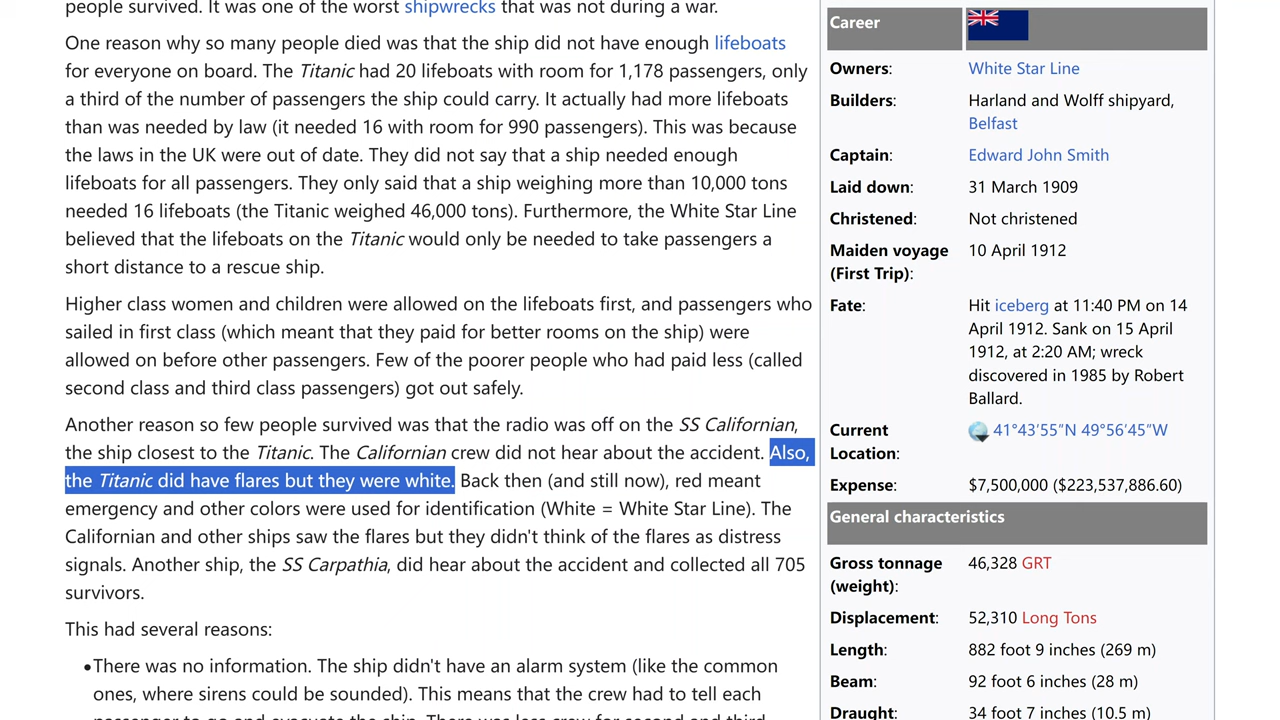 people survived. It was one of the worst shipwrecks that was not during a war.
One reason why so many people died was that the ship did not have enough lifeboats
for everyone on board. The Titanic had 20 lifeboats with room for 1,178 passengers, only
a third of the number of passengers the ship could carry. It actually had more lifeboats
than was needed by law (it needed 16 with room for 990 passengers). This was because
the laws in the UK were out of date. They did not say that a ship needed enough
lifeboats for all passengers. They only said that a ship weighing more than 10,000 tons
needed 16 lifeboats (the Titanic weighed 46,000 tons). Furthermore, the White Star Line
believed that the lifeboats on the Titanic would only be needed to take passengers a
short distance to a rescue ship.
Higher class women and children were allowed on the lifeboats first, and passengers who
sailed in first class (which meant that they paid for better rooms on the ship) were
allowed on before other passengers. Few of the poorer people who had paid less (called
second class and third class passengers) got out safely.
Another reason so few people survived was that the radio was off on the SS Californian,
the ship closest to the Titanic. The Californian crew did not hear about the accident. Also,
the Titanic did have flares but they were white. Back then (and still now), red meant
emergency and other colors were used for identification (White = White Star Line). The
Californian and other ships saw the flares but they didn't think of the flares as distress
signals. Another ship, the SS Carpathia, did hear about the accident and collected all 705
survivors.
This had several reasons:
•There was no information. The ship didn't have an alarm system (like the common
ones, where sirens could be sounded). This means that the crew had to tell each
passenger to go and evacuate the ship. There was less crew for second and third
Career
Owners: White Star Line
Builders: Harland and Wolff shipyard,
Belfast
Captain: Edward John Smith
Laid down: 31 March 1909
Christened: Not christened
Maiden voyage 10 April 1912
(First Trip):
Fate: Hit iceberg at 11:40 PM on 14
April 1912. Sank on 15 April
1912, at 2:20 AM; wreck
discovered in 1985 by Robert
Ballard.
Current 41°43′55″N 49°56′45″W
Location:
Expense: $7,500,000 ($223,537,886.60)
General characteristics
Gross tonnage 46,328 GRT
(weight):
Displacement: 52,310 Long Tons
Length: 882 foot 9 inches (269 m)
Beam: 92 foot 6 inches (28 m)
Draught: 34 foot 7 inches (10.5 m)